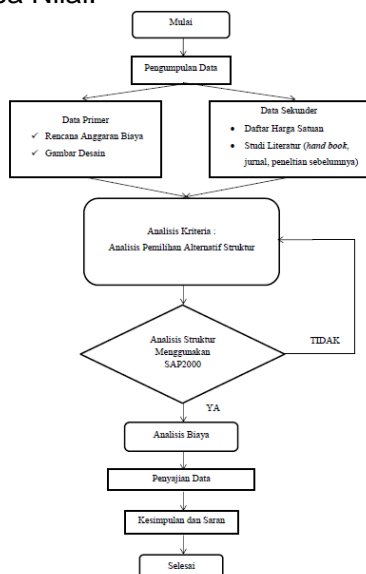 Mulai
Pengumpulan Data
Data Primer
✓ Rencana Anggaran Biaya
✓ Gambar Desain
Data Sekunder
• Daftar Harga Satuan
• Studi Literatur (hand book,
jurnal, peneltian sebelumnya)
Analisis Kriteria :
Analisis Pemilihan Alternatif Struktur
Analisis Struktur
Menggunakan
SAP2000
TIDAK
YA
Analisis Biaya
Penyajian Data
Kesimpulan dan Saran
Selesai